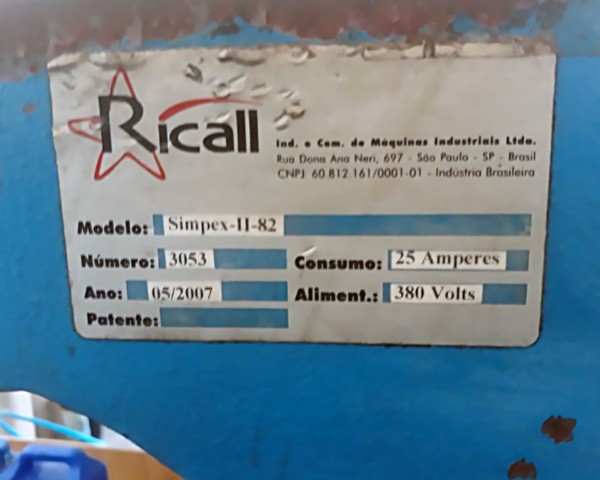 Ricall
Ind. e Com. de Máquinas Industriais Ltda.
Rua Dona Ana Neri, 697 - São Paulo - SP - Brasil
CNPJ: 60.812.161/0001-01 - Indústria Brasileira
Modelo: Simpex-II-82
Número: 3053 Consumo: 25 Amperes
Ano: 05/2007 Aliment.: 380 Volts
Patente: